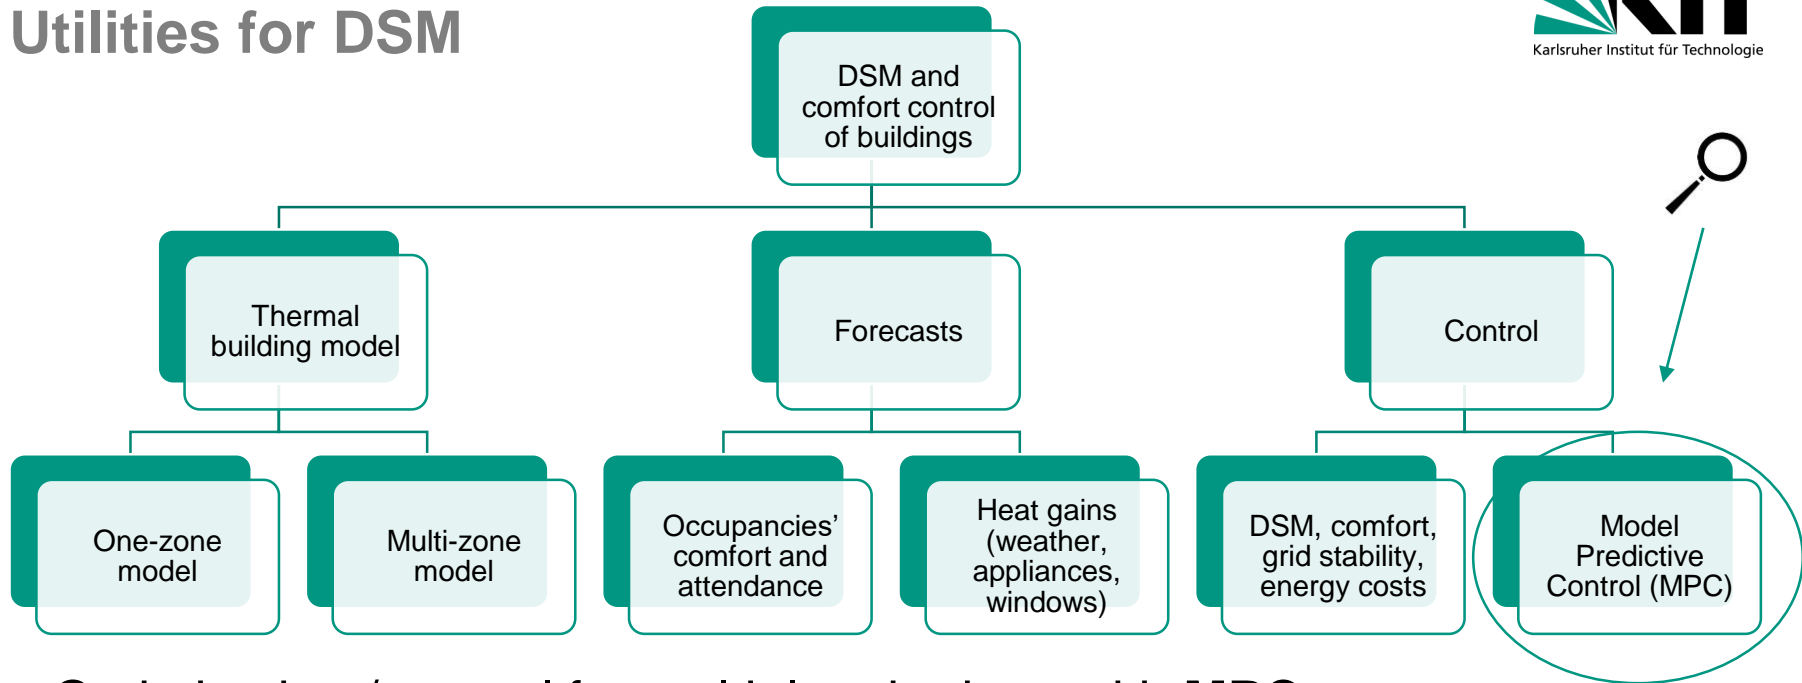 Utilities for DSM
KIT
Karlsruher Institut für Technologie
DSM and
comfort control
of buildings
Thermal
building model
Forecasts
Control
One-zone
model
Multi-zone
model
Occupancies’
comfort and
attendance
Heat gains
(weather,
appliances,
windows)
DSM, comfort,
grid stability,
energy costs
Model
Predictive
Control (MPC)